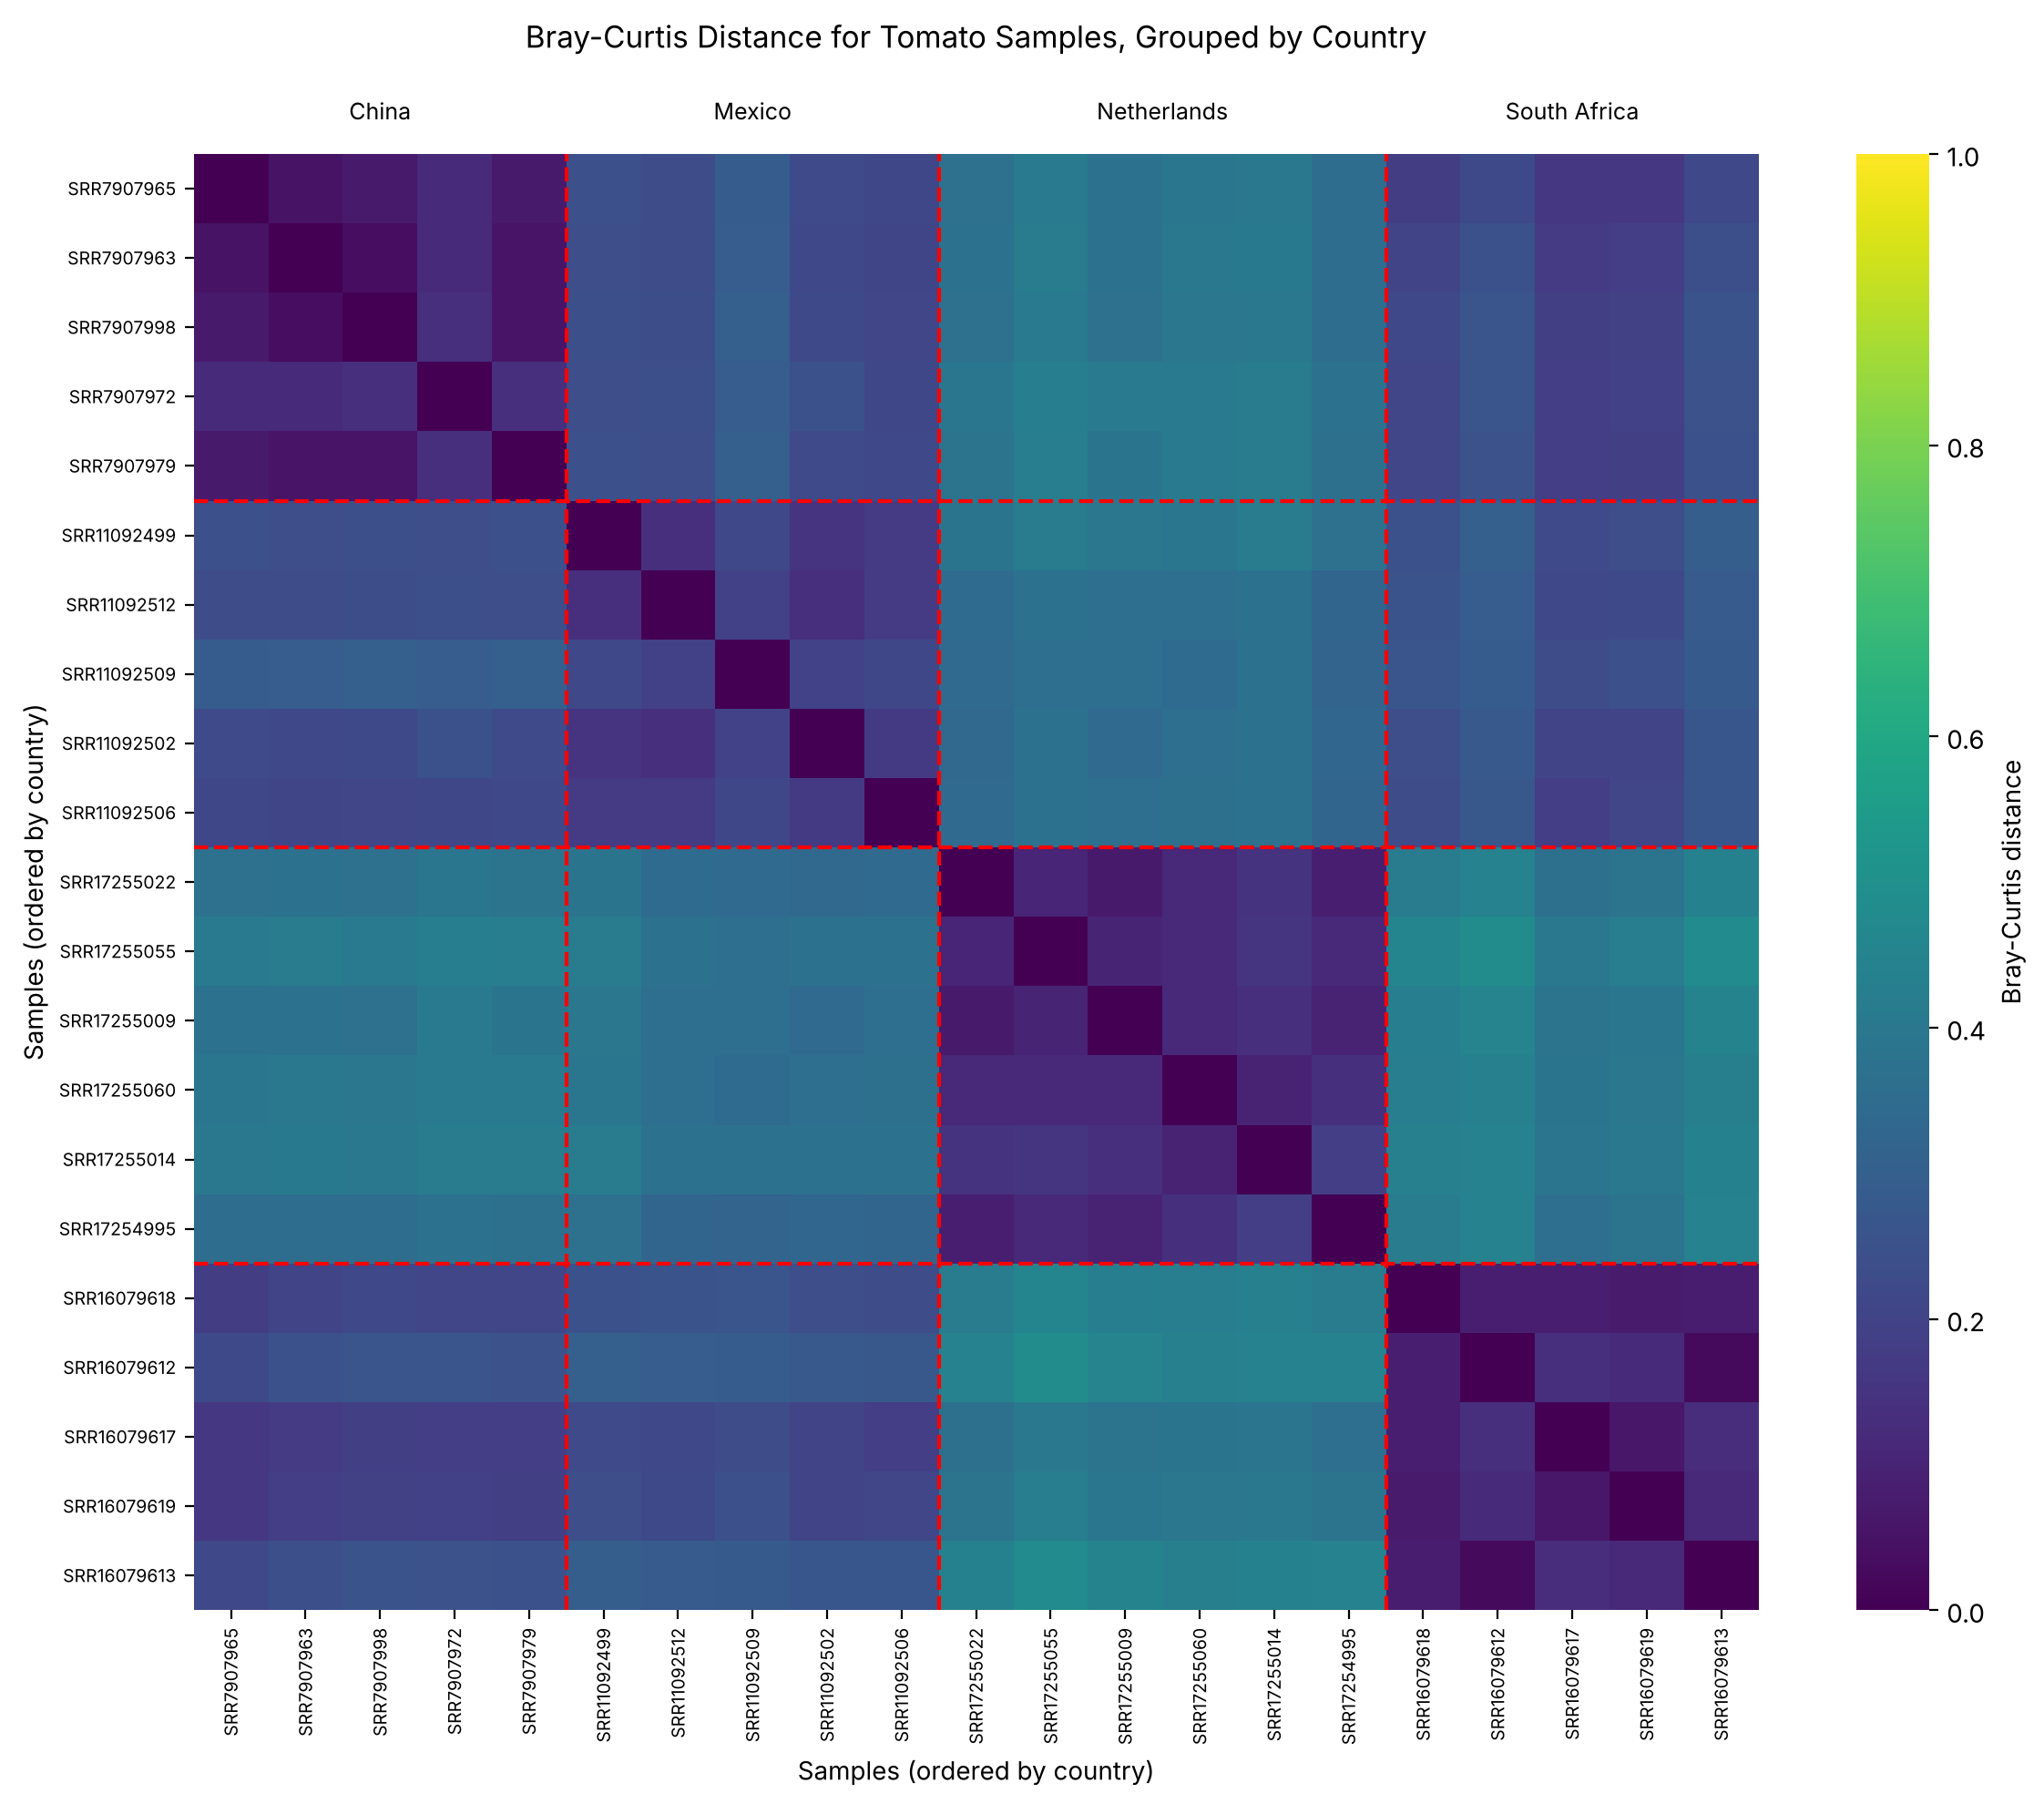 Bray-Curtis Distance for Tomato Samples, Grouped by Country
China
Mexico
Netherlands
South Africa
Samples (ordered by country)
SRR7907965
SRR7907963
SRR7907998
SRR7907972
SRR7907979
SRR11092499
SRR11092512
SRR11092509
SRR11092502
SRR11092506
SRR17255022
SRR17255055
SRR17255009
SRR17255060
SRR17255014
SRR17254995
SRR16079618
SRR16079612
SRR16079617
SRR16079619
SRR16079613
SRR7907965
SRR7907963
SRR7907998
SRR7907972
SRR7907979
SRR11092499
SRR11092512
SRR11092509
SRR11092502
SRR11092506
SRR17255022
SRR17255055
SRR17255009
SRR17255060
SRR17255014
SRR17254995
SRR16079618
SRR16079612
SRR16079617
SRR16079619
SRR16079613
Samples (ordered by country)
1.0
0.8
0.6
0.4
0.2
0.0
Bray-Curtis distance